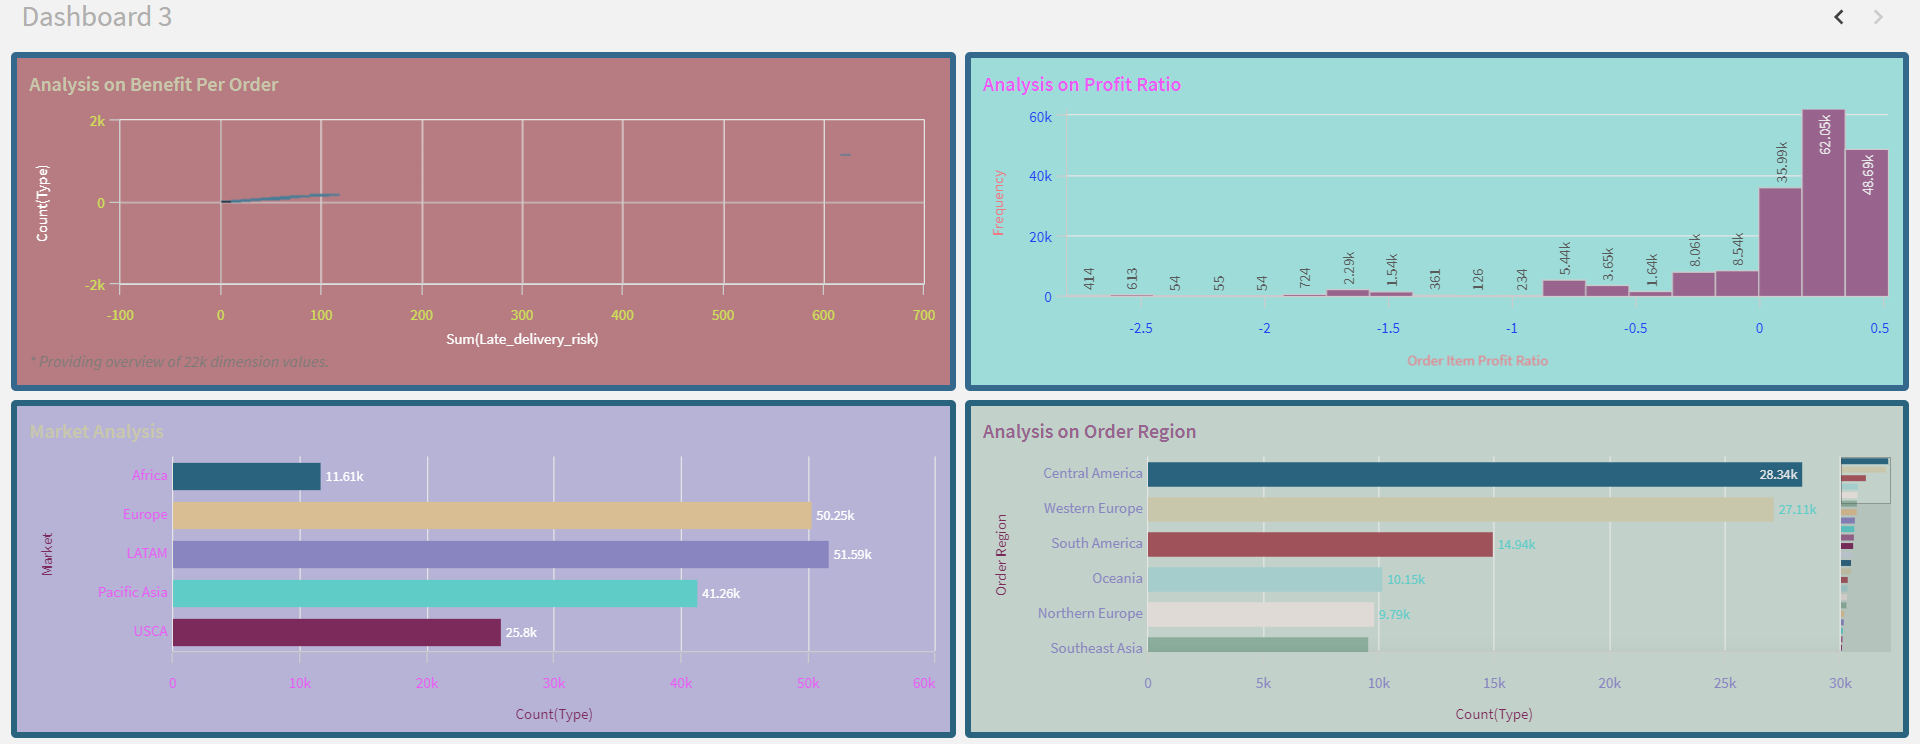 Dashboard 3
Analysis on Benefit Per Order
Count(Type)
2k
0
-2k
-100 0 100 200 300 400 500 600 700
Sum(Late_delivery_risk)
* Providing overview of 22k dimension values.
Analysis on Profit Ratio
Frequency
60k
40k
20k
0
414 613 54 55 54 724 2.29k 1.54k 361 126 234 5.44k 3.65k 1.64k 8.06k 8.54k 35.99k 62.05k 48.69k
-2.5 -2 -1.5 -1 -0.5 0 0.5
Order Item Profit Ratio
Market Analysis
Market
Africa 11.61k
Europe 50.25k
LATAM 51.59k
Pacific Asia 41.26k
USCA 25.8k
0 10k 20k 30k 40k 50k 60k
Count(Type)
Analysis on Order Region
Order Region
Central America 28.34k
Western Europe 27.11k
South America 14.94k
Oceania 10.15k
Northern Europe 9.79k
Southeast Asia
0 5k 10k 15k 20k 25k 30k
Count(Type)